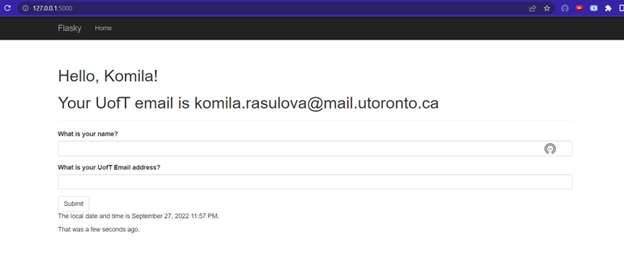 127.0.0.1:5000
Flasky Home
Hello, Komila!
Your UofT email is komila.rasulova@mail.utoronto.ca
What is your name?
What is your UofT Email address?
Submit
The local date and time is September 27, 2022 11:57 PM.
That was a few seconds ago.